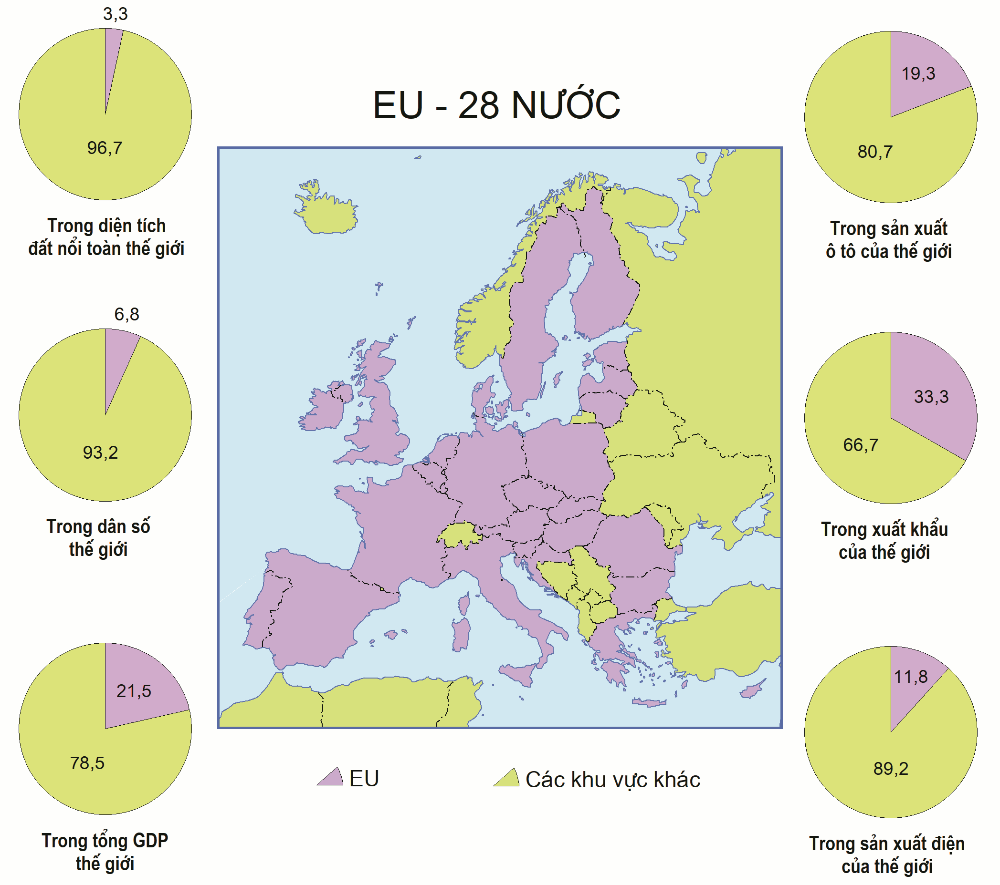 EU - 28 NƯỚC
3,3
96,7
Trong diện tích
đất nổi toàn thế giới
6,8
93,2
Trong dân số
thế giới
21,5
78,5
Trong tổng GDP
thế giới
19,3
80,7
Trong sản xuất
ô tô của thế giới
33,3
66,7
Trong xuất khẩu
của thế giới
11,8
89,2
Trong sản xuất điện
của thế giới
EU
Các khu vực khác